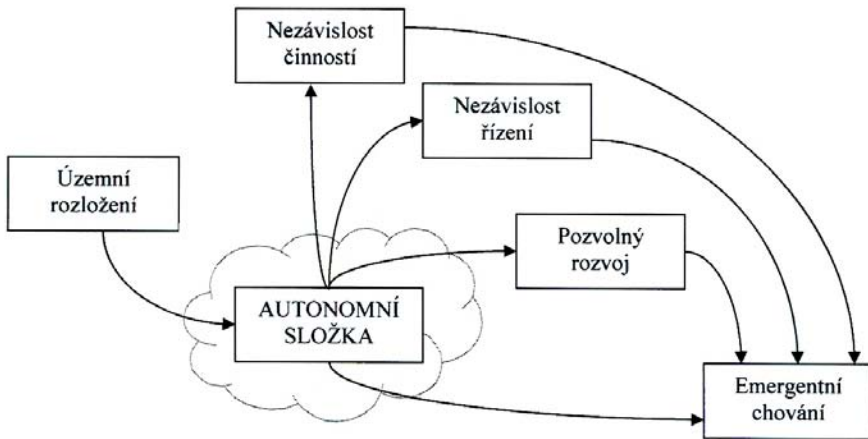 Nezávislost
činností
Nezávislost
řízení
Územní
rozložení
Pozvolný
rozvoj
AUTONOMNÍ
SLOŽKA
Emergentní
chování